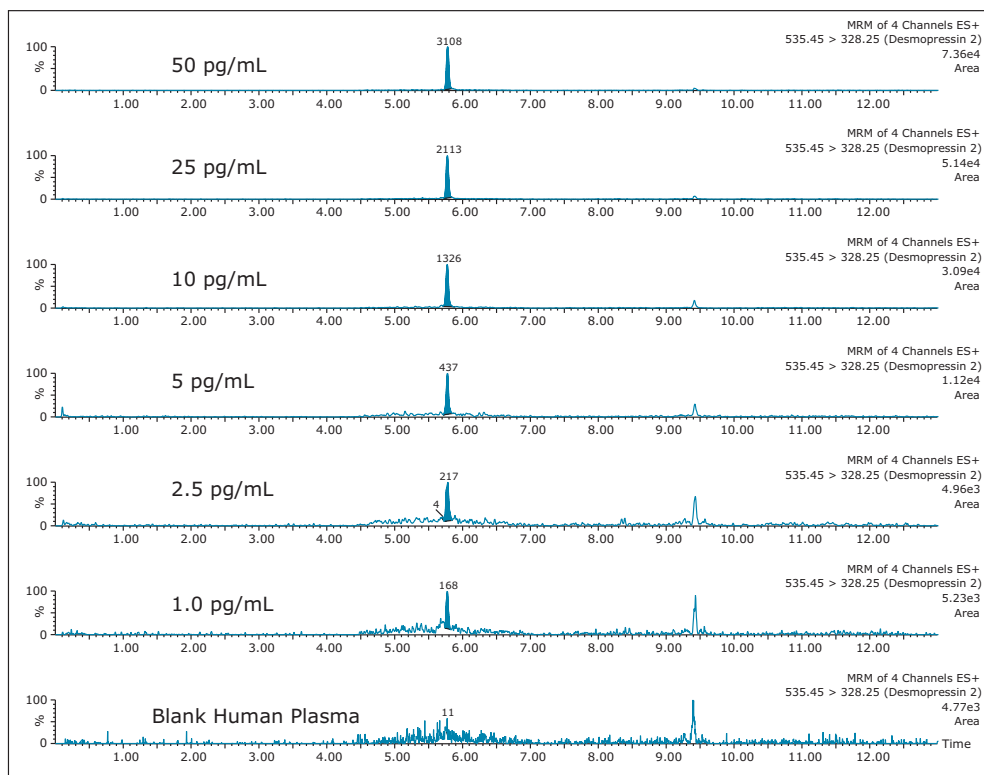 MRM of 4 Channels ES+
535.45 > 328.25 (Desmopressin 2)
7.36e4
Area
3108
100
%
0
50 pg/mL
1.00 2.00 3.00 4.00 5.00 6.00 7.00 8.00 9.00 10.00 11.00 12.00
MRM of 4 Channels ES+
535.45 > 328.25 (Desmopressin 2)
5.14e4
Area
2113
100
%
0
25 pg/mL
1.00 2.00 3.00 4.00 5.00 6.00 7.00 8.00 9.00 10.00 11.00 12.00
MRM of 4 Channels ES+
535.45 > 328.25 (Desmopressin 2)
3.09e4
Area
1326
100
%
0
10 pg/mL
1.00 2.00 3.00 4.00 5.00 6.00 7.00 8.00 9.00 10.00 11.00 12.00
MRM of 4 Channels ES+
535.45 > 328.25 (Desmopressin 2)
1.12e4
Area
437
100
%
0
5 pg/mL
1.00 2.00 3.00 4.00 5.00 6.00 7.00 8.00 9.00 10.00 11.00 12.00
MRM of 4 Channels ES+
535.45 > 328.25 (Desmopressin 2)
4.96e3
Area
217
4
100
%
0
2.5 pg/mL
1.00 2.00 3.00 4.00 5.00 6.00 7.00 8.00 9.00 10.00 11.00 12.00
MRM of 4 Channels ES+
535.45 > 328.25 (Desmopressin 2)
5.23e3
Area
168
100
%
0
1.0 pg/mL
1.00 2.00 3.00 4.00 5.00 6.00 7.00 8.00 9.00 10.00 11.00 12.00
MRM of 4 Channels ES+
535.45 > 328.25 (Desmopressin 2)
4.77e3
Area
11
100
%
0
Blank Human Plasma
Time
1.00 2.00 3.00 4.00 5.00 6.00 7.00 8.00 9.00 10.00 11.00 12.00